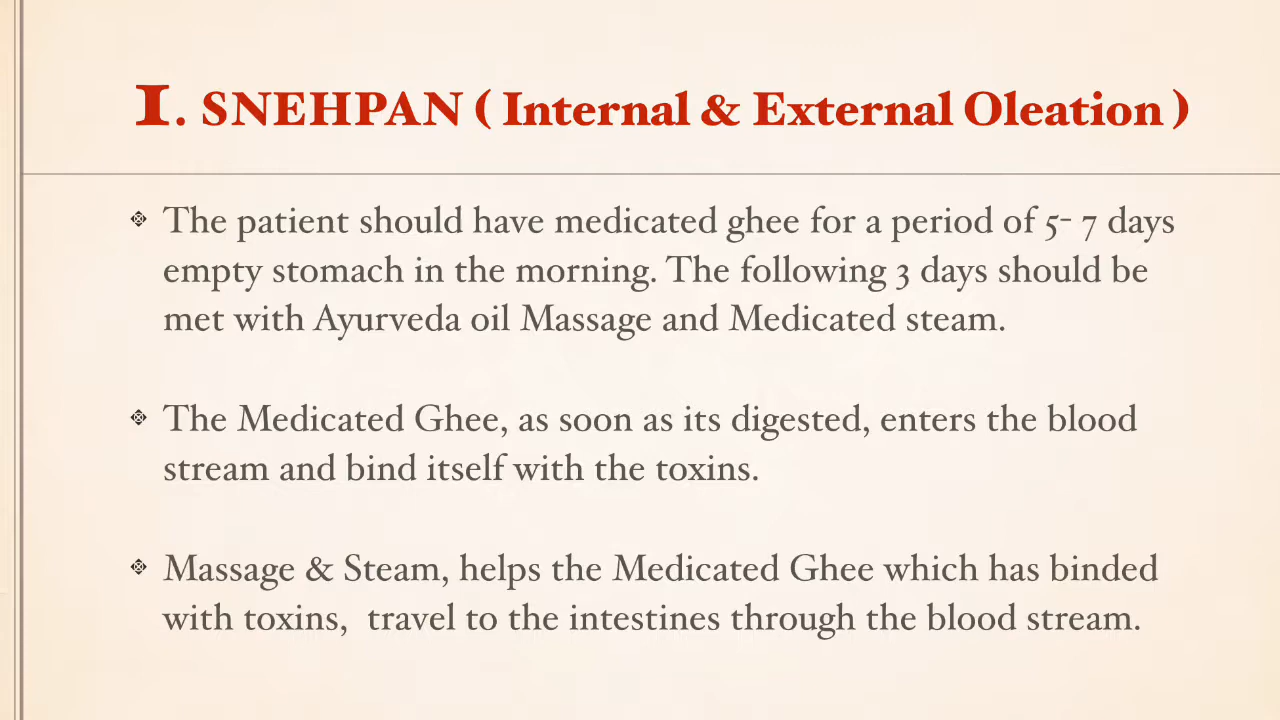 1. SNEHPAN ( Internal & External Oleation )
The patient should have medicated ghee for a period of 5- 7 days
empty stomach in the morning. The following 3 days should be
met with Ayurveda oil Massage and Medicated steam.
The Medicated Ghee, as soon as its digested, enters the blood
stream and bind itself with the toxins.
Massage & Steam, helps the Medicated Ghee which has binded
with toxins,  travel to the intestines through the blood stream.